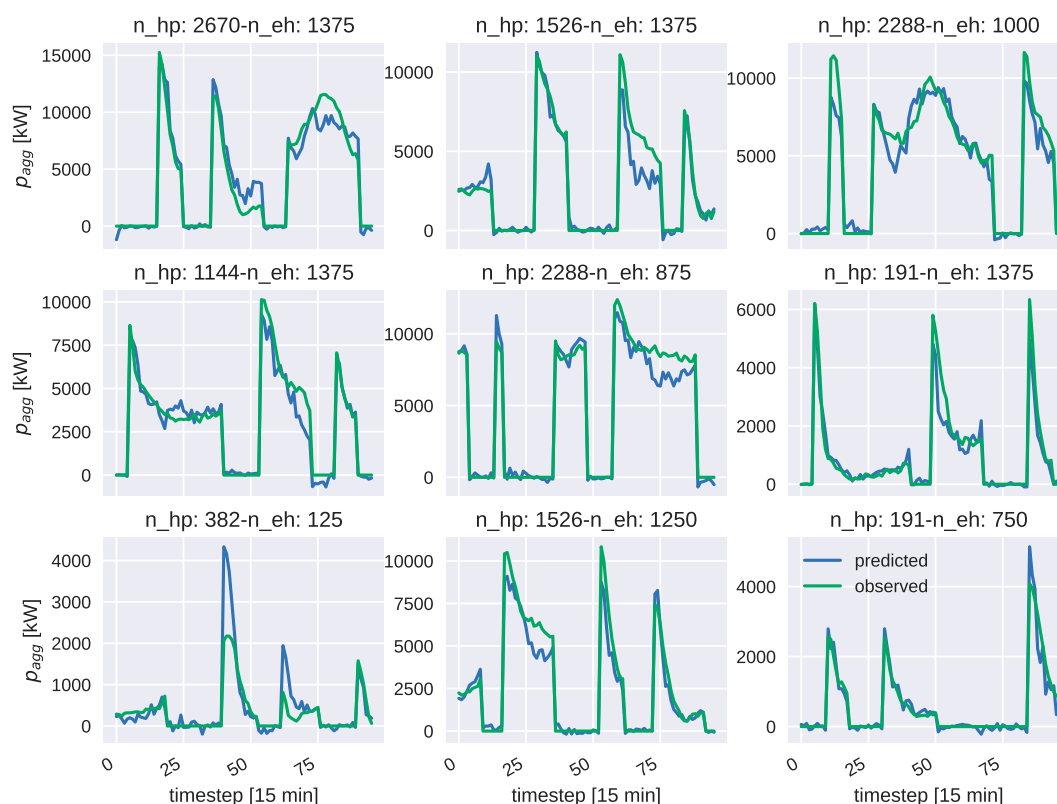 n_hp: 2670-n_eh: 1375
n_hp: 1526-n_eh: 1375
n_hp: 2288-n_eh: 1000
15000
10000
5000
0
p_agg [kW]
10000
5000
0
10000
5000
0
n_hp: 1144-n_eh: 1375
n_hp: 2288-n_eh: 875
n_hp: 191-n_eh: 1375
10000
7500
5000
2500
0
p_agg [kW]
10000
5000
0
6000
4000
2000
0
n_hp: 382-n_eh: 125
n_hp: 1526-n_eh: 1250
n_hp: 191-n_eh: 750
4000
3000
2000
1000
0
p_agg [kW]
10000
7500
5000
2500
0
4000
2000
0
predicted
observed
0 25 50 75
0 25 50 75
0 25 50 75
timestep [15 min]
timestep [15 min]
timestep [15 min]